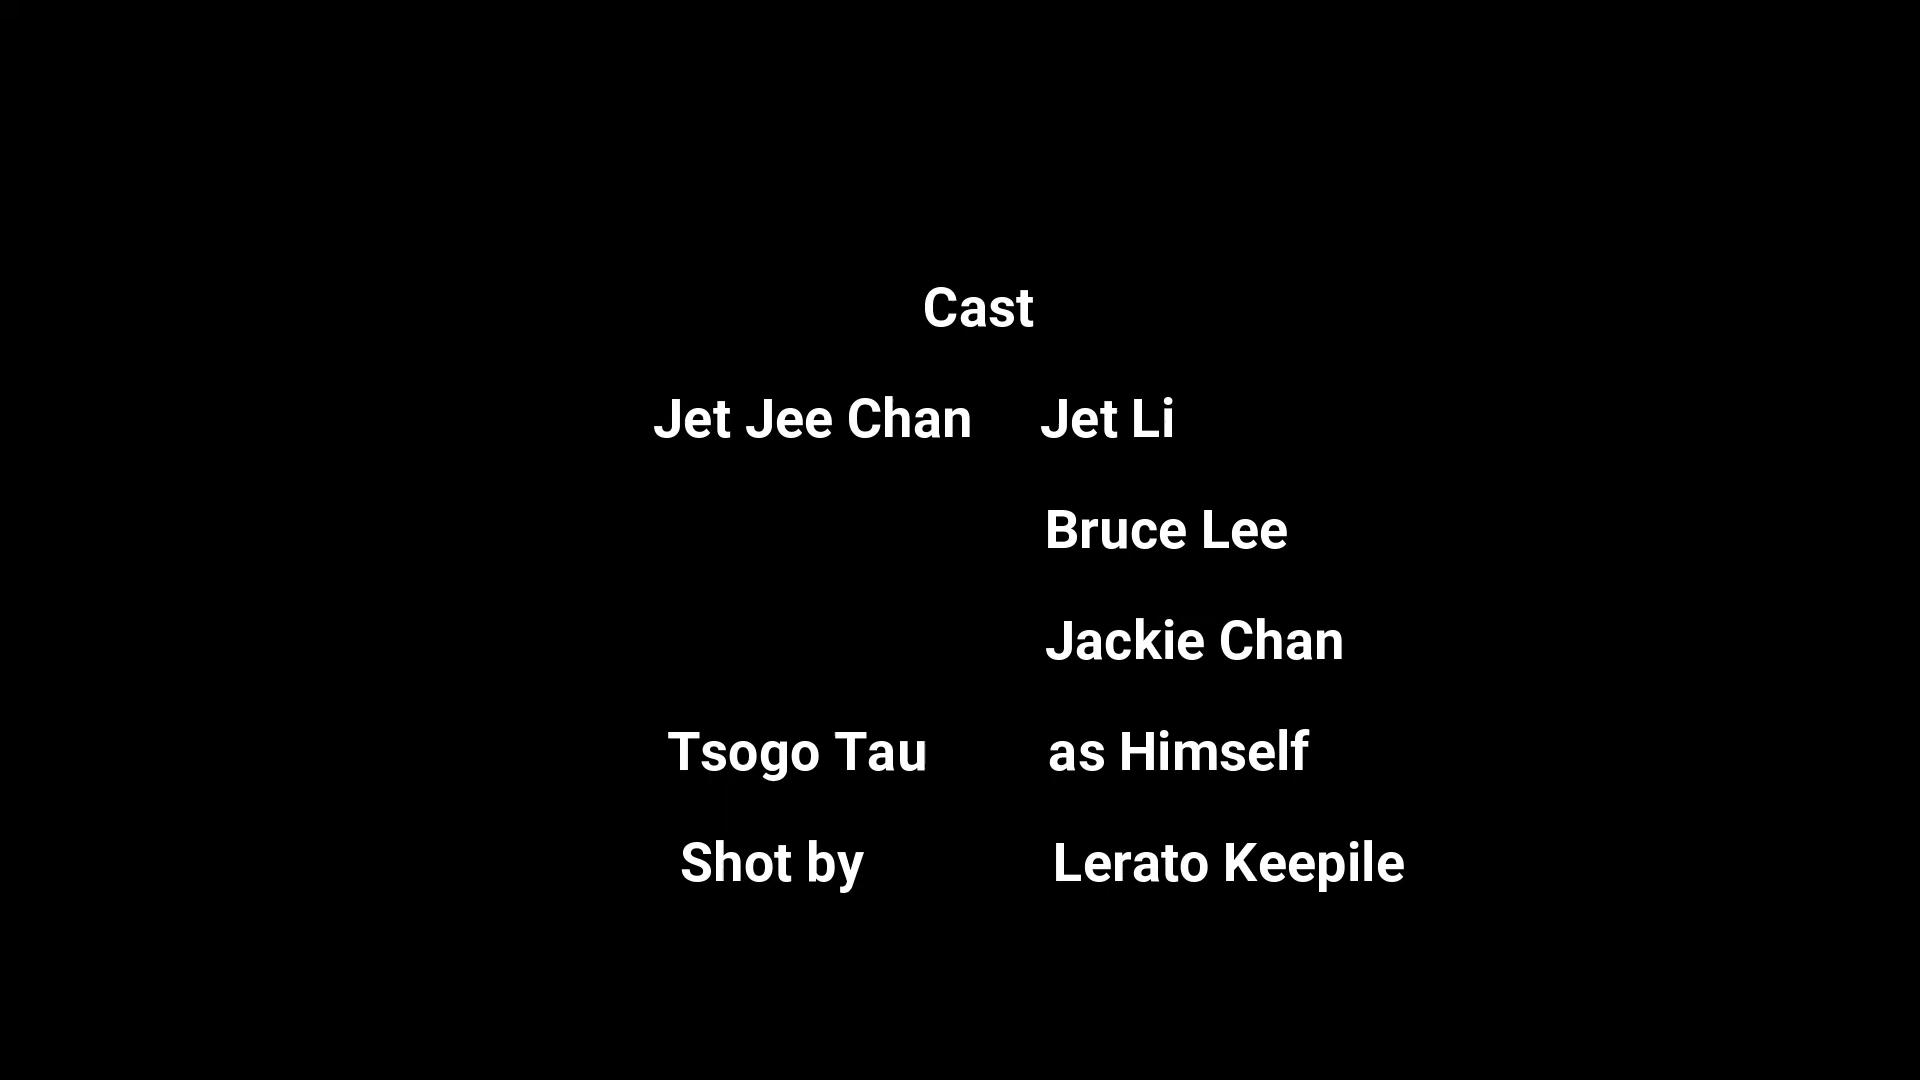 Cast
Jet Jee Chan Jet Li
Bruce Lee
Jackie Chan
Tsogo Tau as Himself
Shot by Lerato Keepile